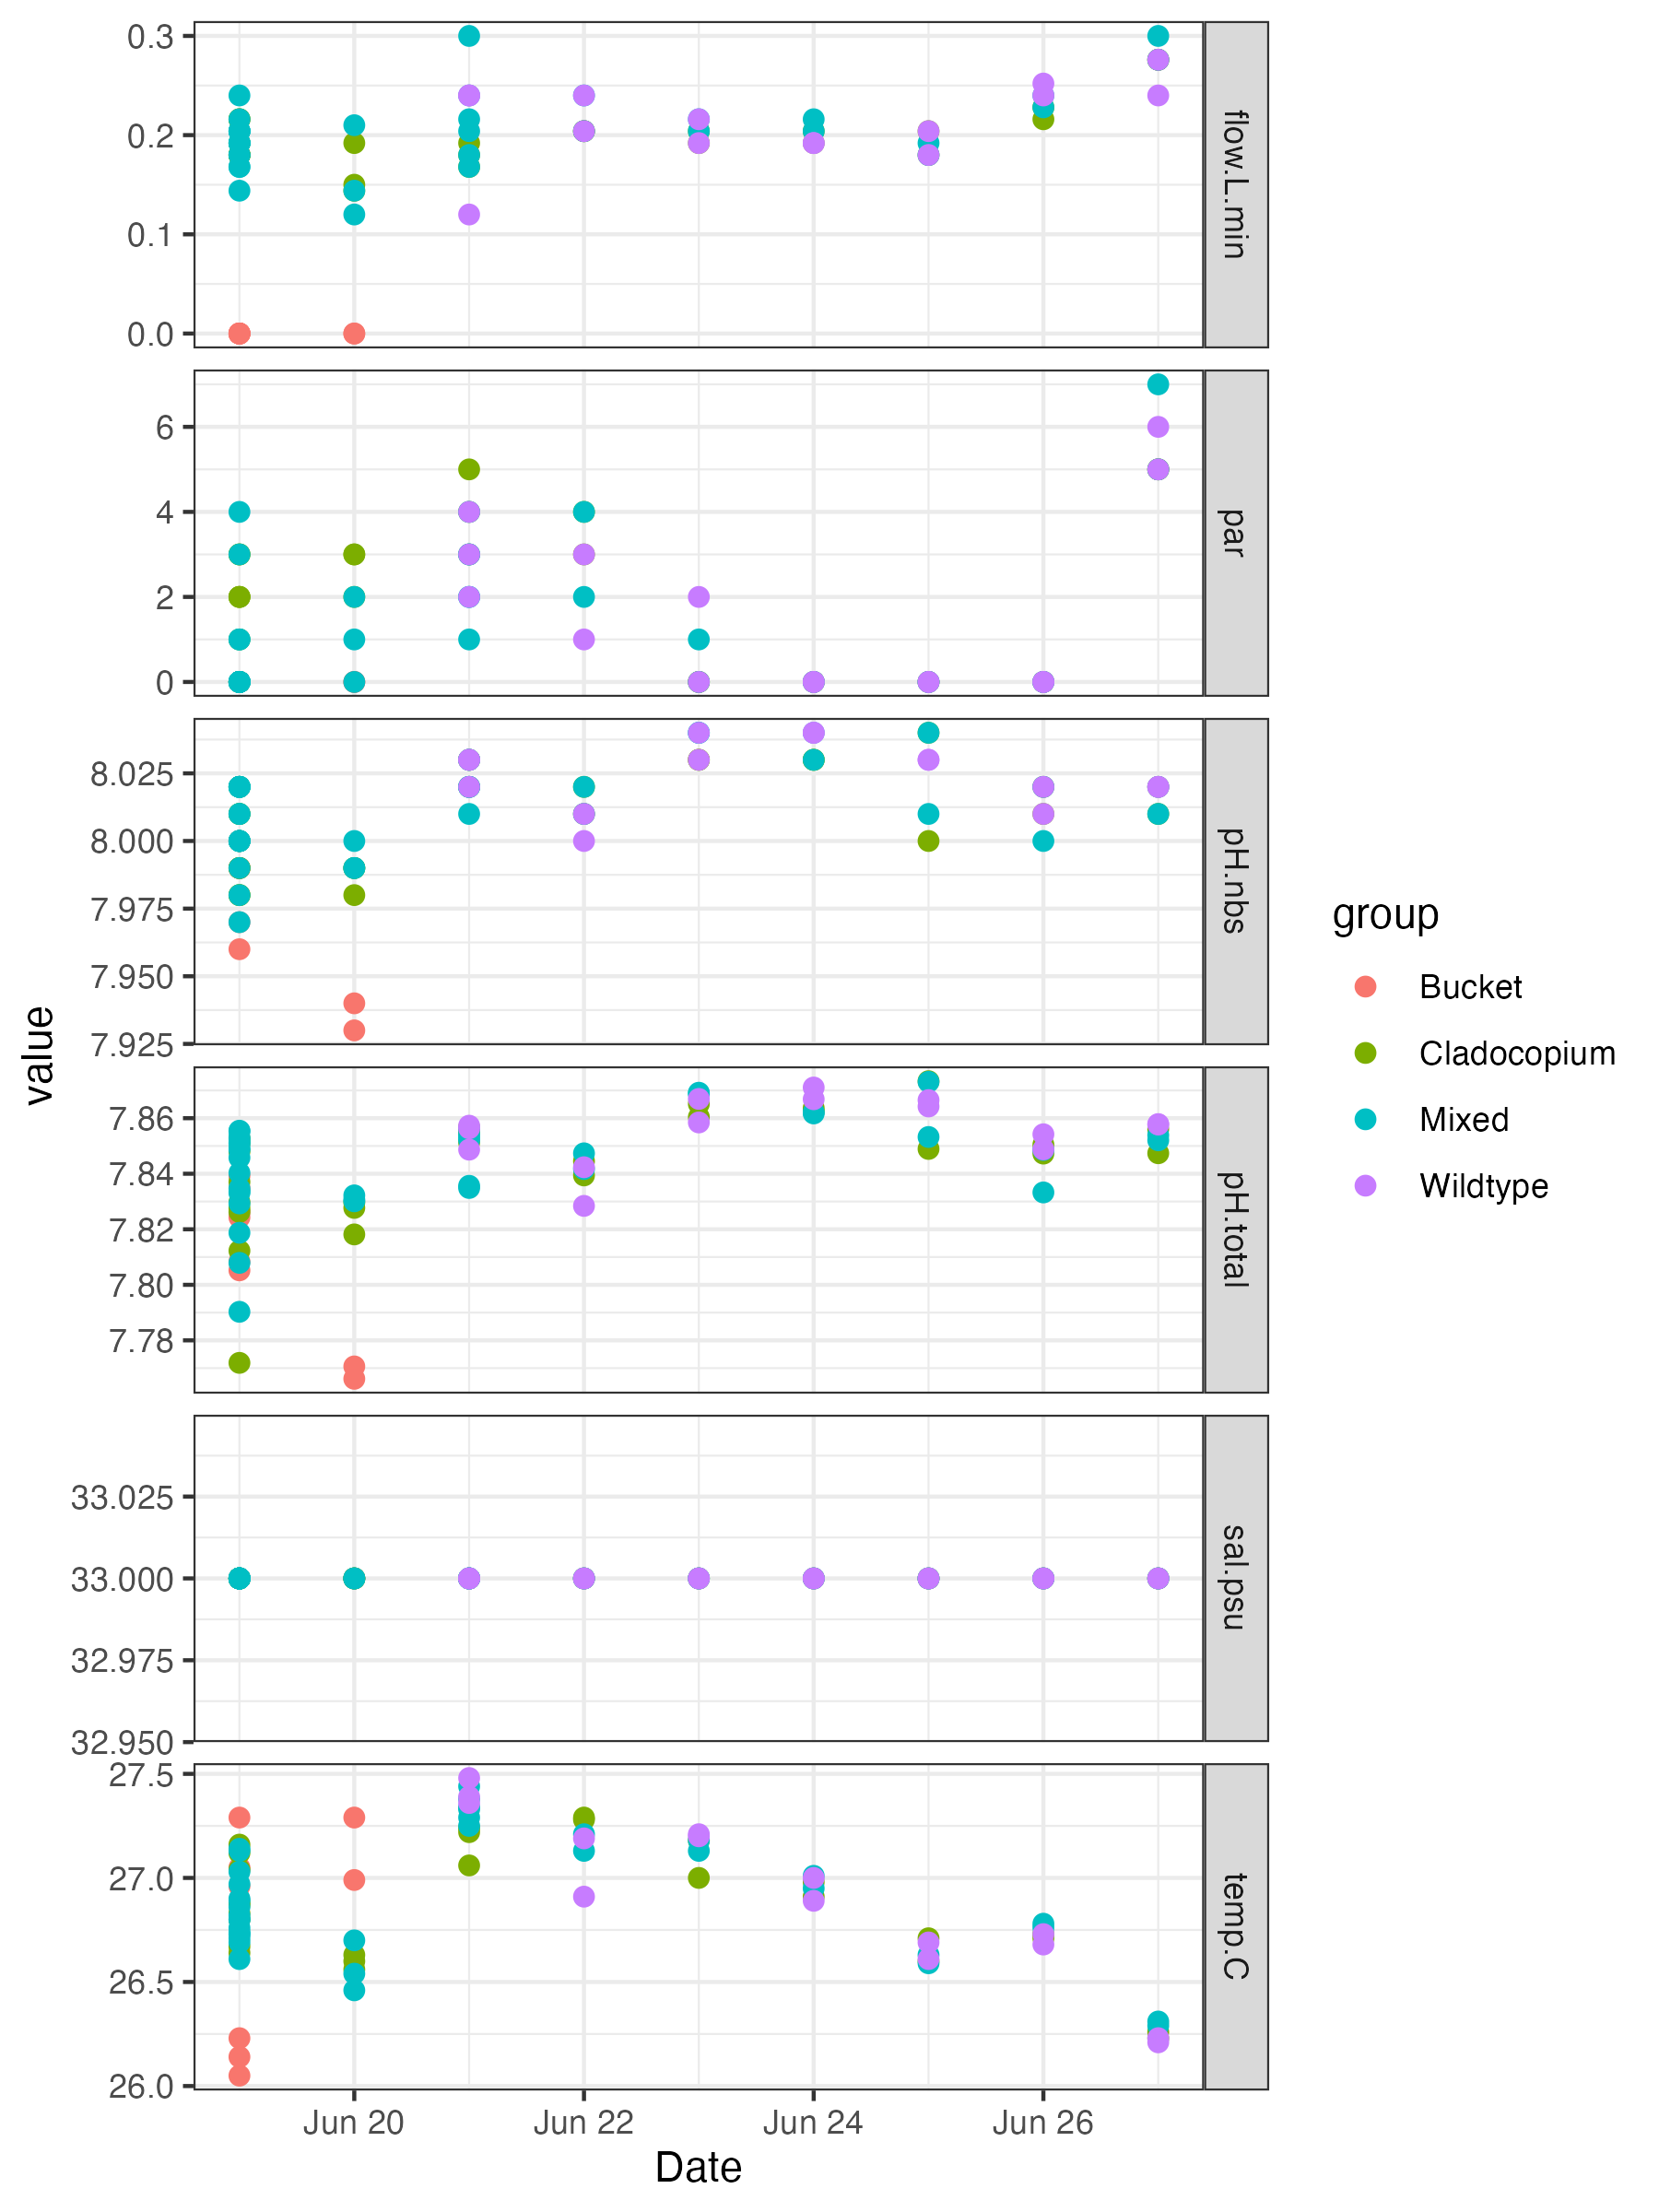 0.3
0.2
0.1
0.0
flow.L.min
6
4
2
0
par
8.025
8.000
7.975
7.950
7.925
pH.nbs
7.86
7.84
7.82
7.80
7.78
pH.total
33.025
33.000
32.975
32.950
sal.psu
27.5
27.0
26.5
26.0
temp.C
Jun 20
Jun 22
Jun 24
Jun 26
Date
value
group
Bucket
Cladocopium
Mixed
Wildtype